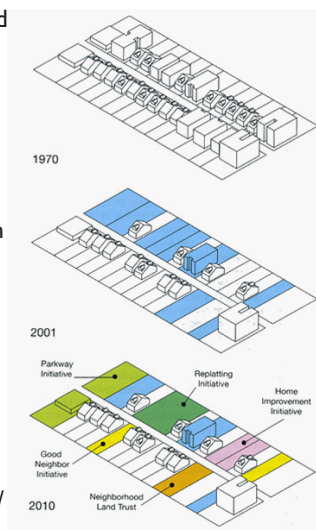 1970
2001
Parkway
Initiative
Replatting
Initiative
Home
Improvement
Initiative
Good
Neighbor
Initiative
Neighborhood
Land Trust
2010